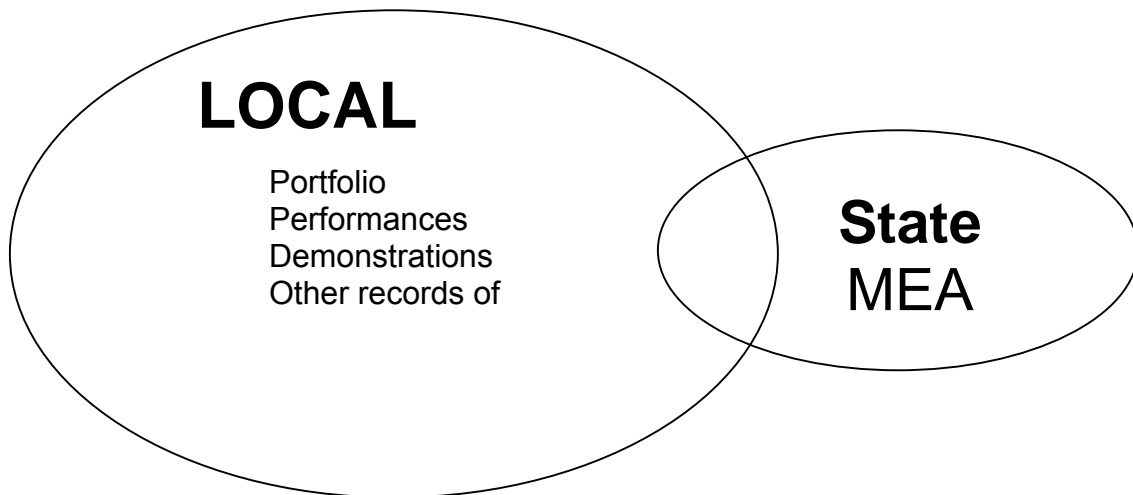 LOCAL
Portfolio
Performances
Demonstrations
Other records of
State
MEA